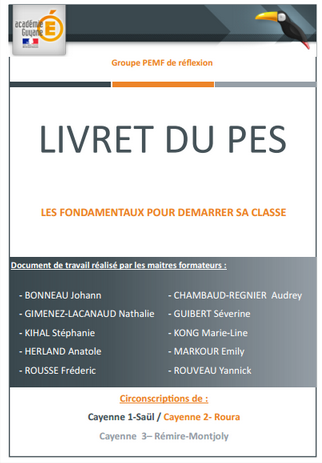 académie
Guyane
Groupe PEMF de réflexion
LIVRET DU PES
LES FONDAMENTAUX POUR DEMARRER SA CLASSE
Document de travail réalisé par les maitres formateurs :
- BONNEAU Johann
- CHAMBAUD-REGNIER Audrey
- GIMENEZ-LACANAUD Nathalie
- GUIBERT Séverine
- KIHAL Stéphanie
- KONG Marie-Line
- HERLAND Anatole
- MARKOUR Emily
- ROUSSE Fréderic
- ROUVEAU Yannick
Circonscriptions de :
Cayenne 1-Saül / Cayenne 2- Roura
Cayenne 3– Rémire-Montjoly